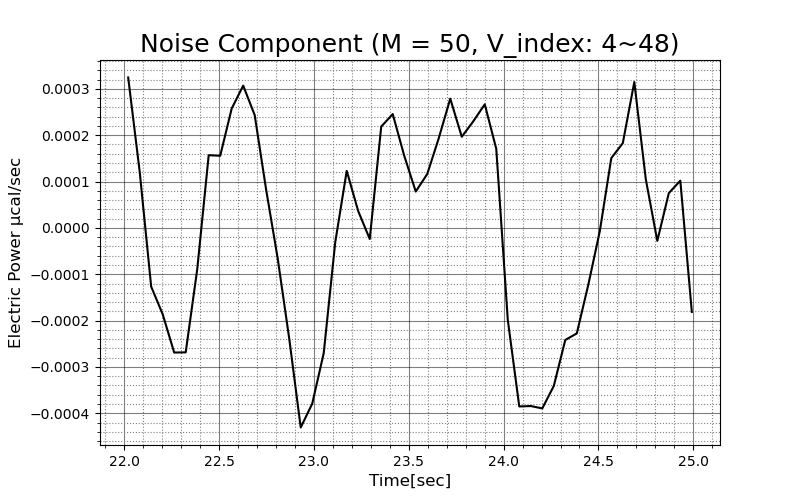 Noise Component (M = 50, V_index: 4~48)
Electric Power μcal/sec
0.0003
0.0002
0.0001
0.0000
−0.0001
−0.0002
−0.0003
−0.0004
22.0 22.5 23.0 23.5 24.0 24.5 25.0
Time[sec]